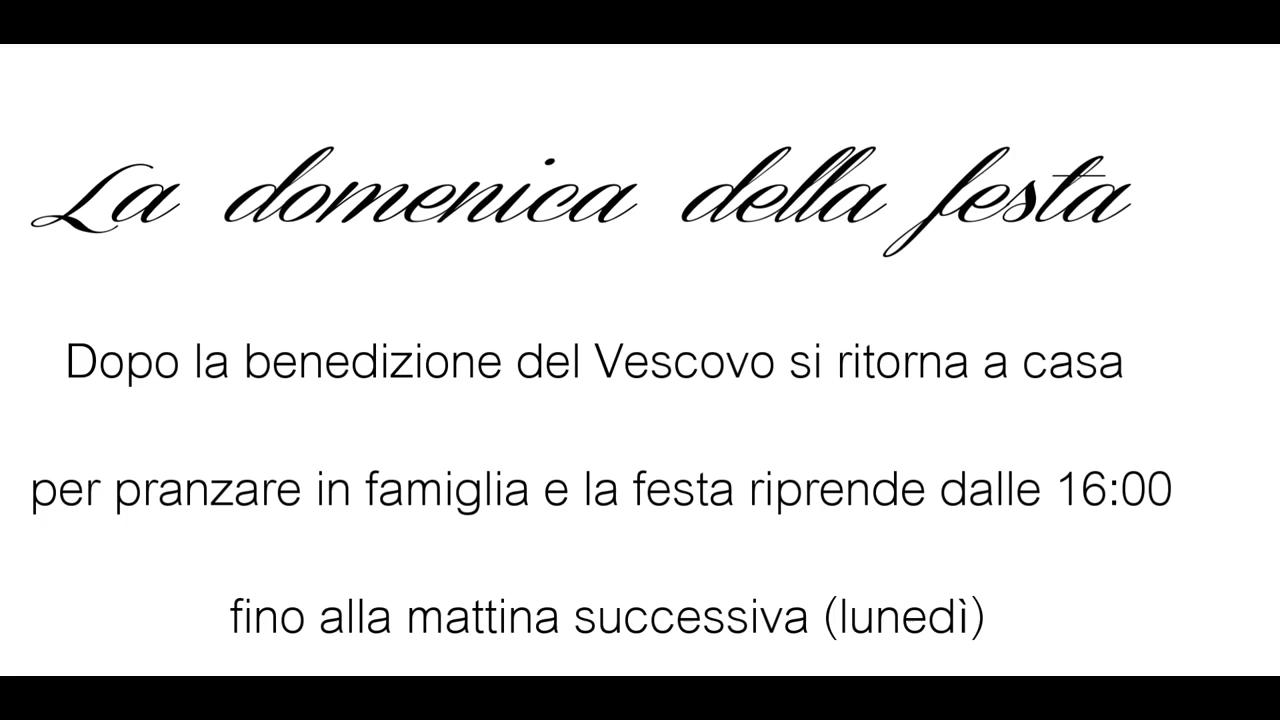 La domenica della festa
Dopo la benedizione del Vescovo si ritorna a casa
per pranzare in famiglia e la festa riprende dalle 16:00
fino alla mattina successiva (lunedì)